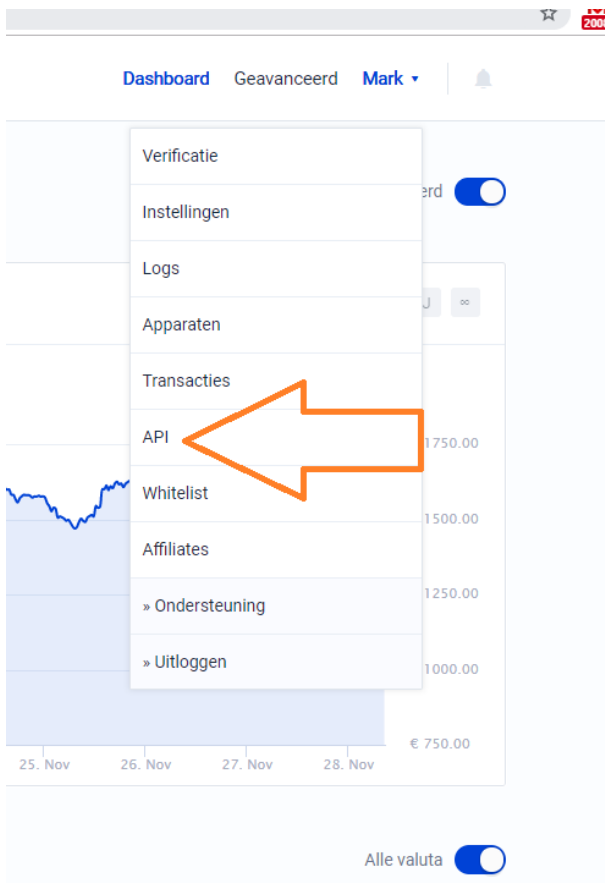 2008
Dashboard Geavanceerd Mark
Verificatie
erd
Instellingen
Logs
J ∞
Apparaten
Transacties
API
1750.00
Whitelist
1500.00
Affiliates
1250.00
» Ondersteuning
» Uitloggen
1000.00
€ 750.00
25. Nov 26. Nov 27. Nov 28. Nov
Alle valuta